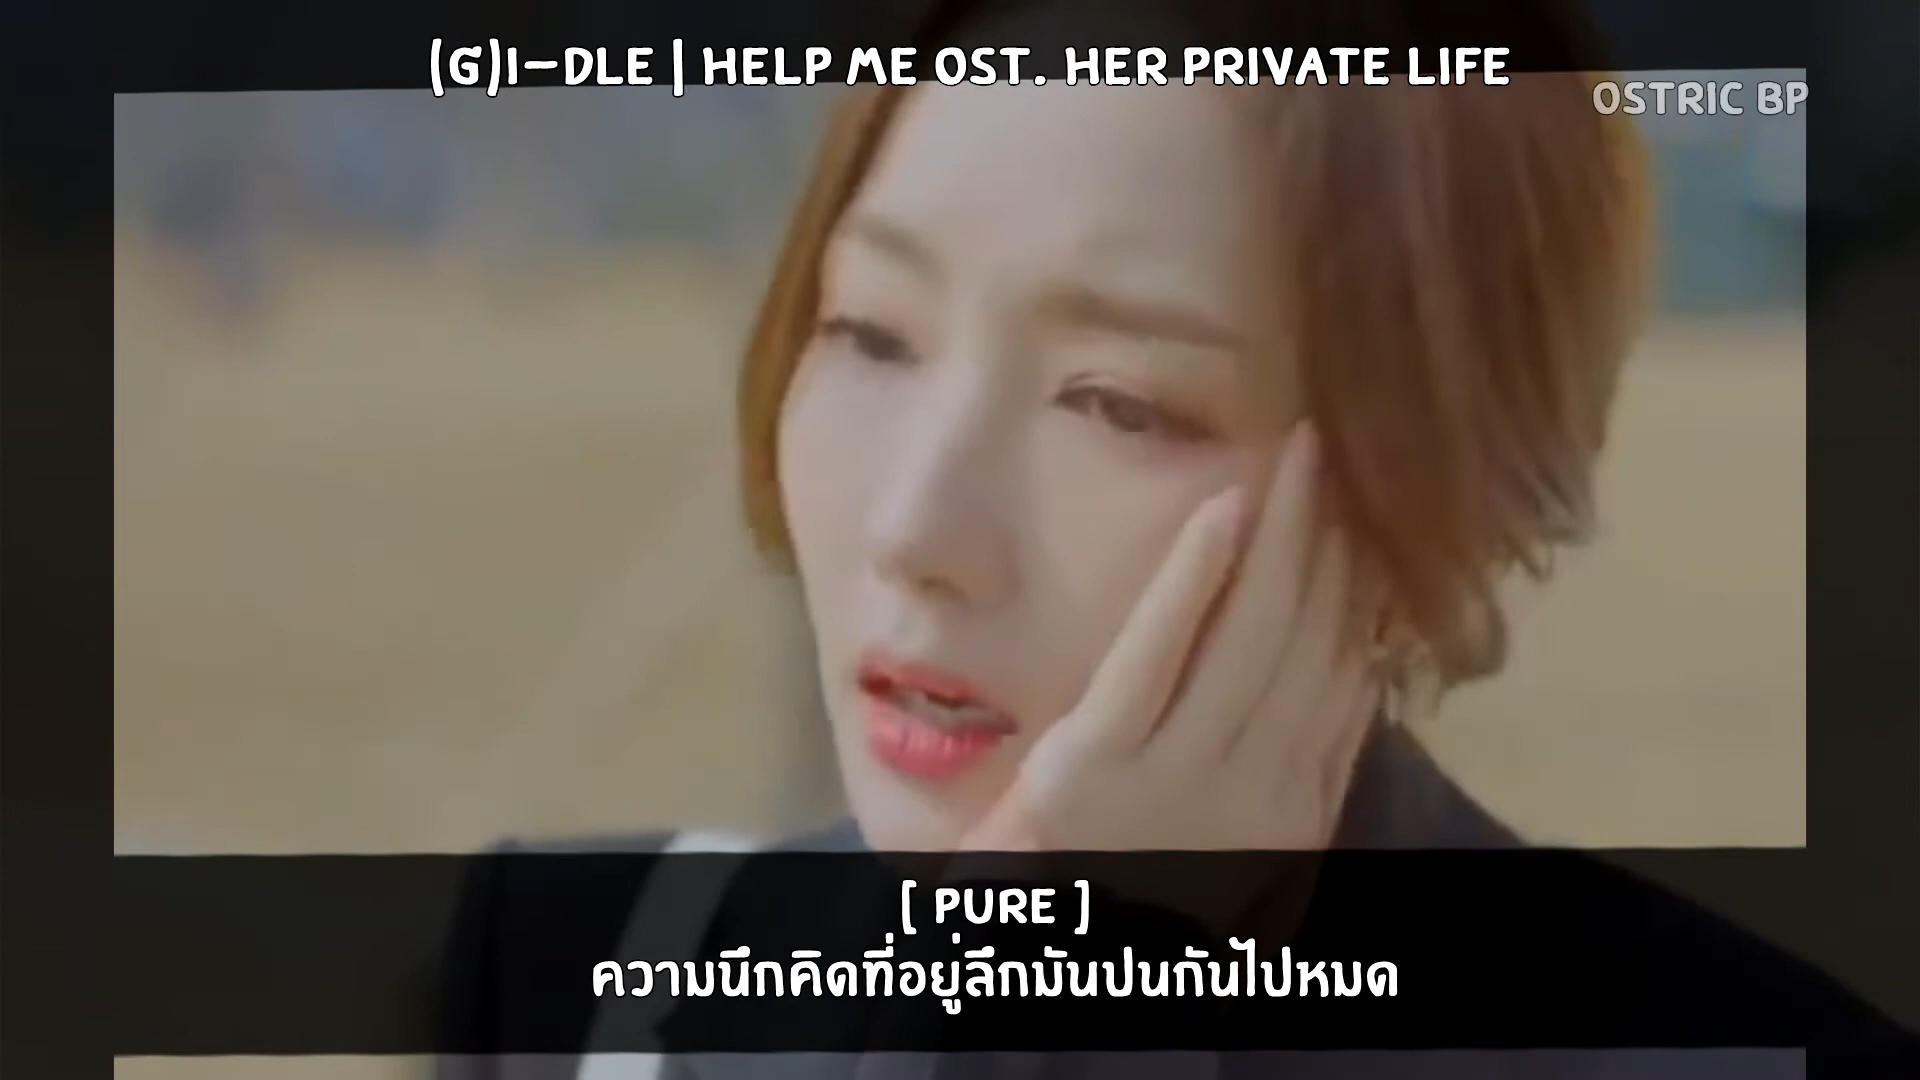 (G)I-DLE | HELP ME OST. HER PRIVATE LIFE
OSTRIC BP
[ PURE ]
ความนึกคิดที่อยู่ลึกมันปนกันไปหมด